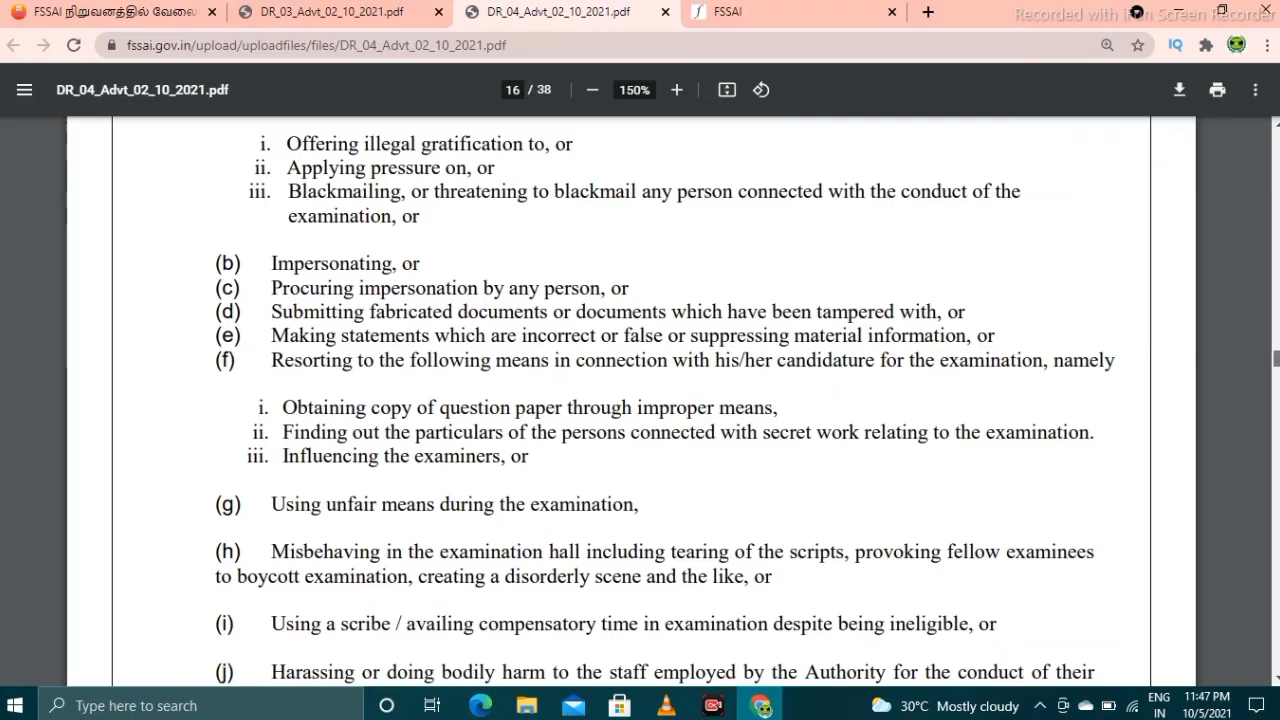 FSSAI நிறுவனத்தில் வேலை
DR_03_Advt_02_10_2021.pdf
DR_04_Advt_02_10_2021.pdf
FSSAI
fssai.gov.in/upload/uploadfiles/files/DR_04_Advt_02_10_2021.pdf
DR_04_Advt_02_10_2021.pdf
16 / 38
150%
i. Offering illegal gratification to, or
ii. Applying pressure on, or
iii. Blackmailing, or threatening to blackmail any person connected with the conduct of the
examination, or
(b) Impersonating, or
(c) Procuring impersonation by any person, or
(d) Submitting fabricated documents or documents which have been tampered with, or
(e) Making statements which are incorrect or false or suppressing material information, or
(f) Resorting to the following means in connection with his/her candidature for the examination, namely
i. Obtaining copy of question paper through improper means,
ii. Finding out the particulars of the persons connected with secret work relating to the examination.
iii. Influencing the examiners, or
(g) Using unfair means during the examination,
(h) Misbehaving in the examination hall including tearing of the scripts, provoking fellow examinees
to boycott examination, creating a disorderly scene and the like, or
(i) Using a scribe / availing compensatory time in examination despite being ineligible, or
(j) Harassing or doing bodily harm to the staff employed by the Authority for the conduct of their
Recorded with Iron Screen Recorder
IQ
Type here to search
30°C Mostly cloudy
ENG
IN
11:47 PM
10/5/2021